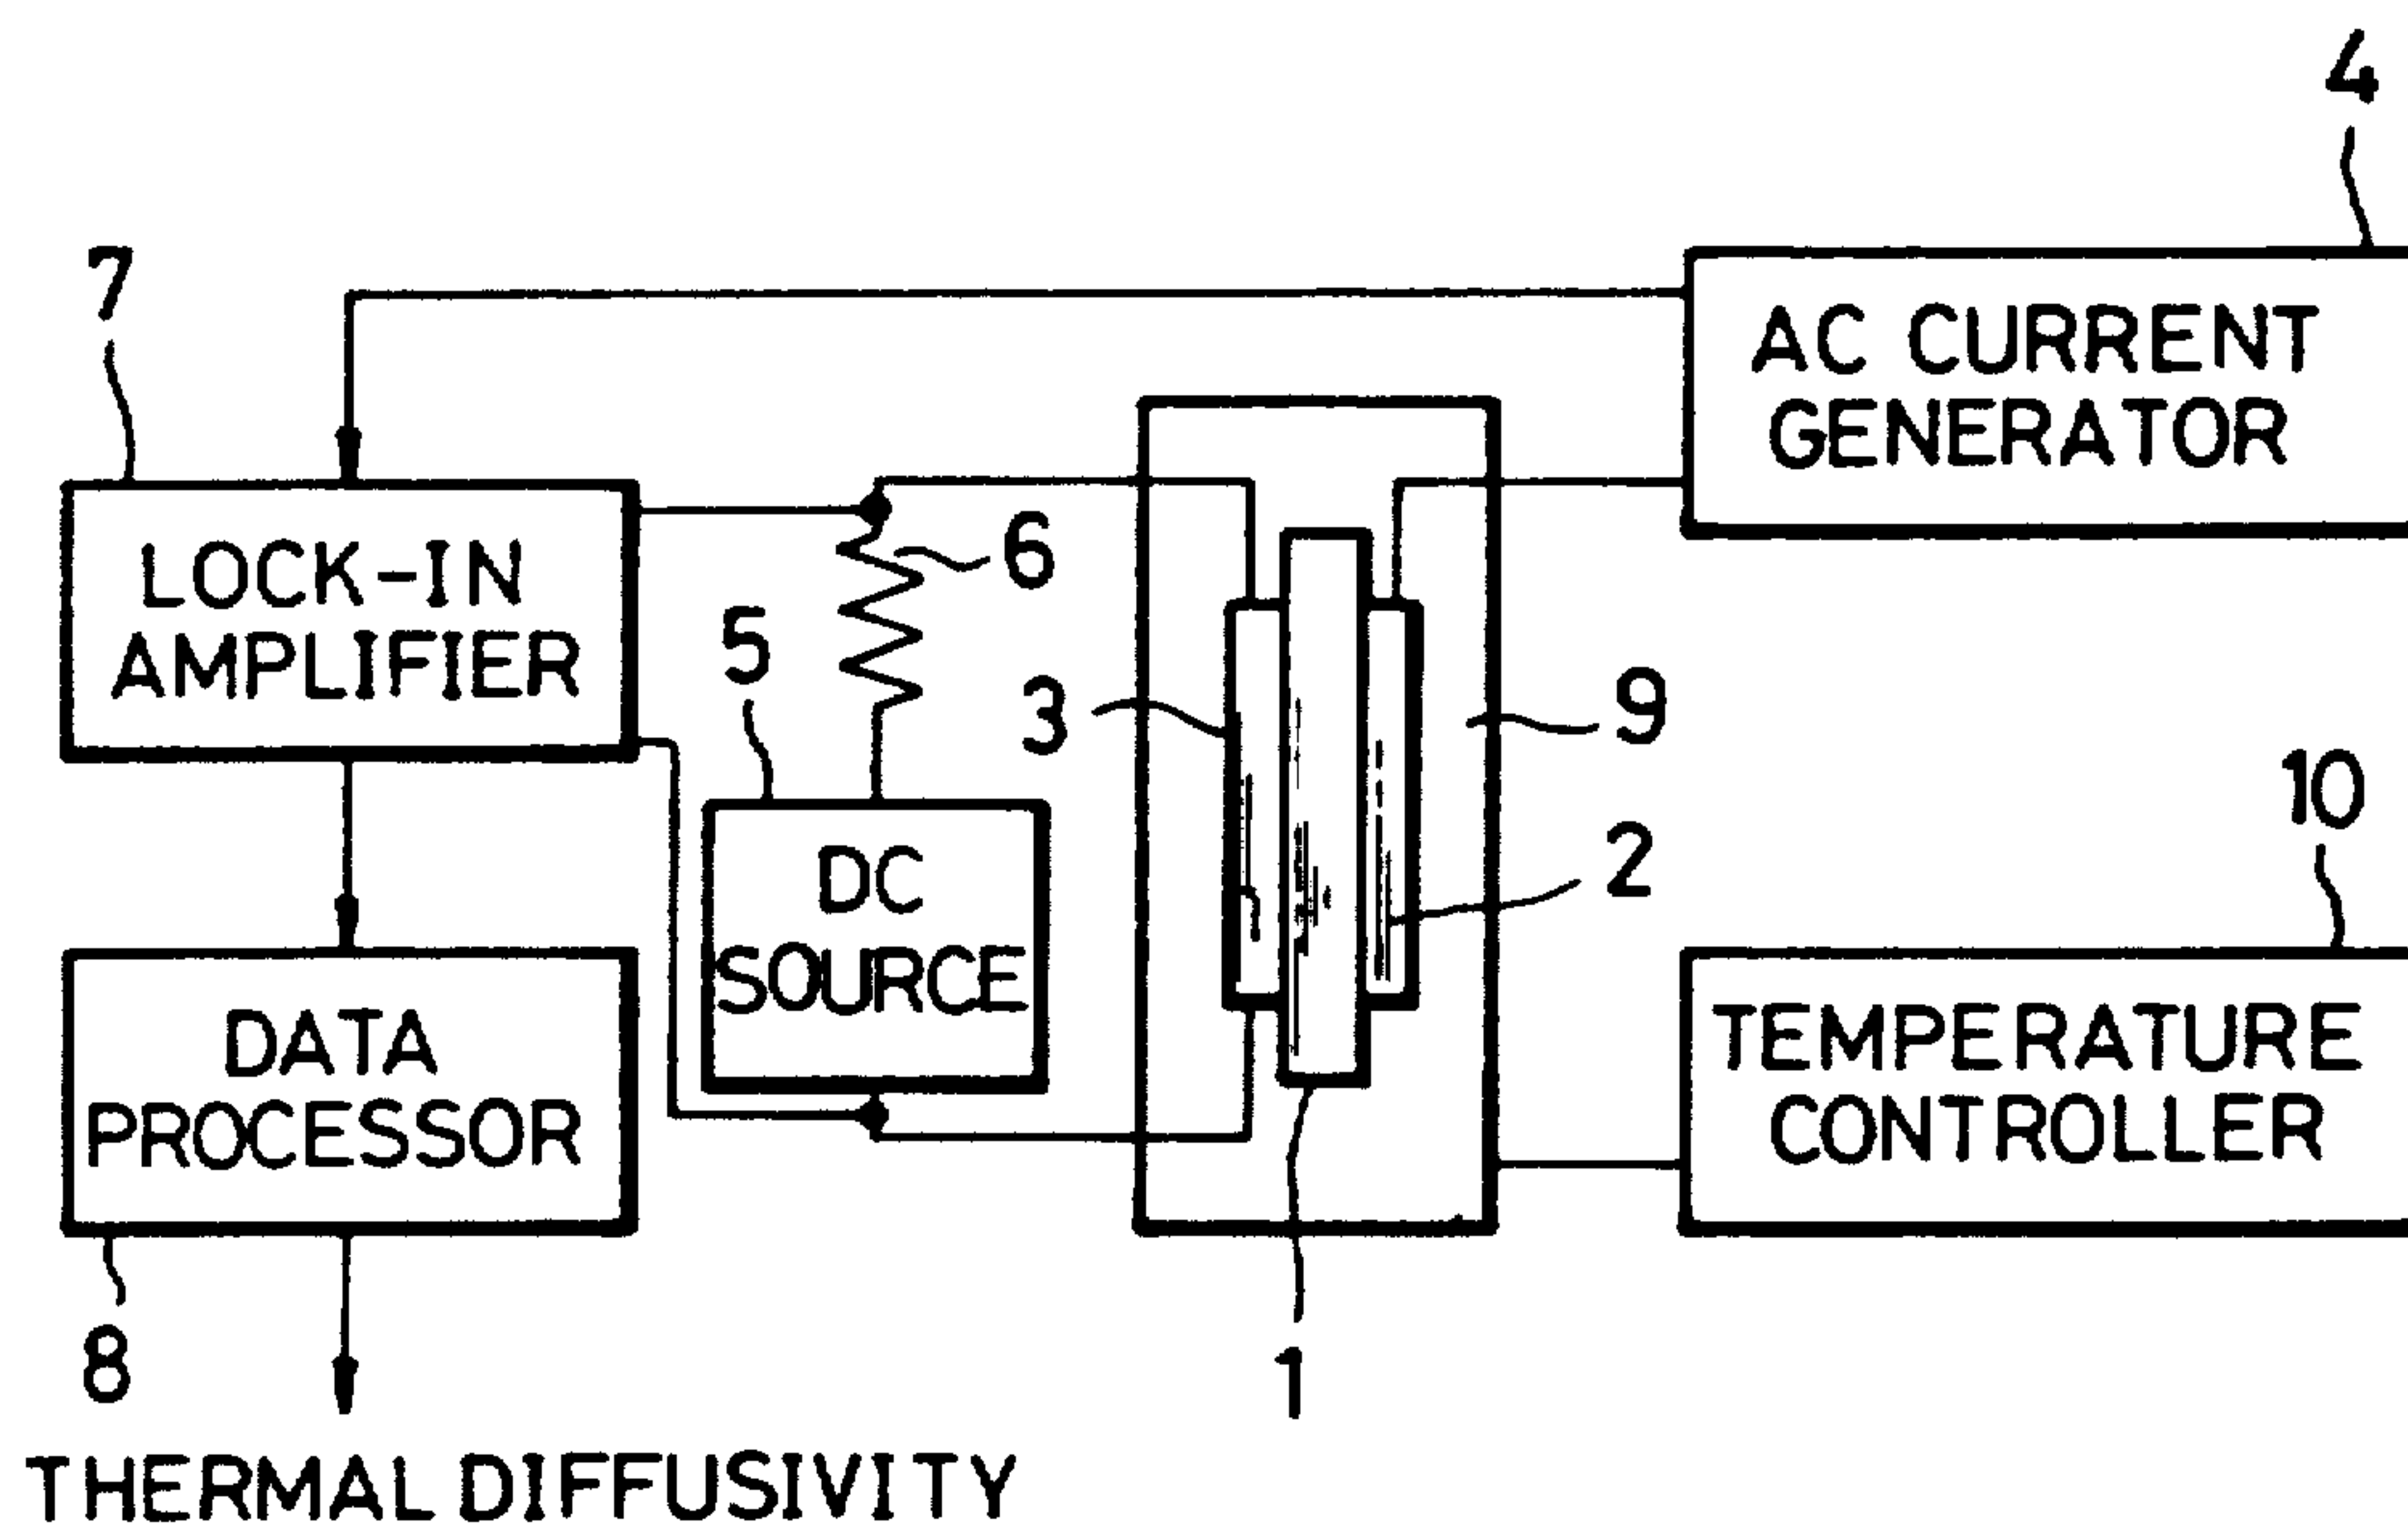 4
7
AC CURRENT
GENERATOR
LOCK-IN
AMPLIFIER
6
5
3
9
10
2
DC
SOURCE
DATA
PROCESSOR
TEMPERATURE
CONTROLLER
8
1
THERMAL DIFFUSIVITY